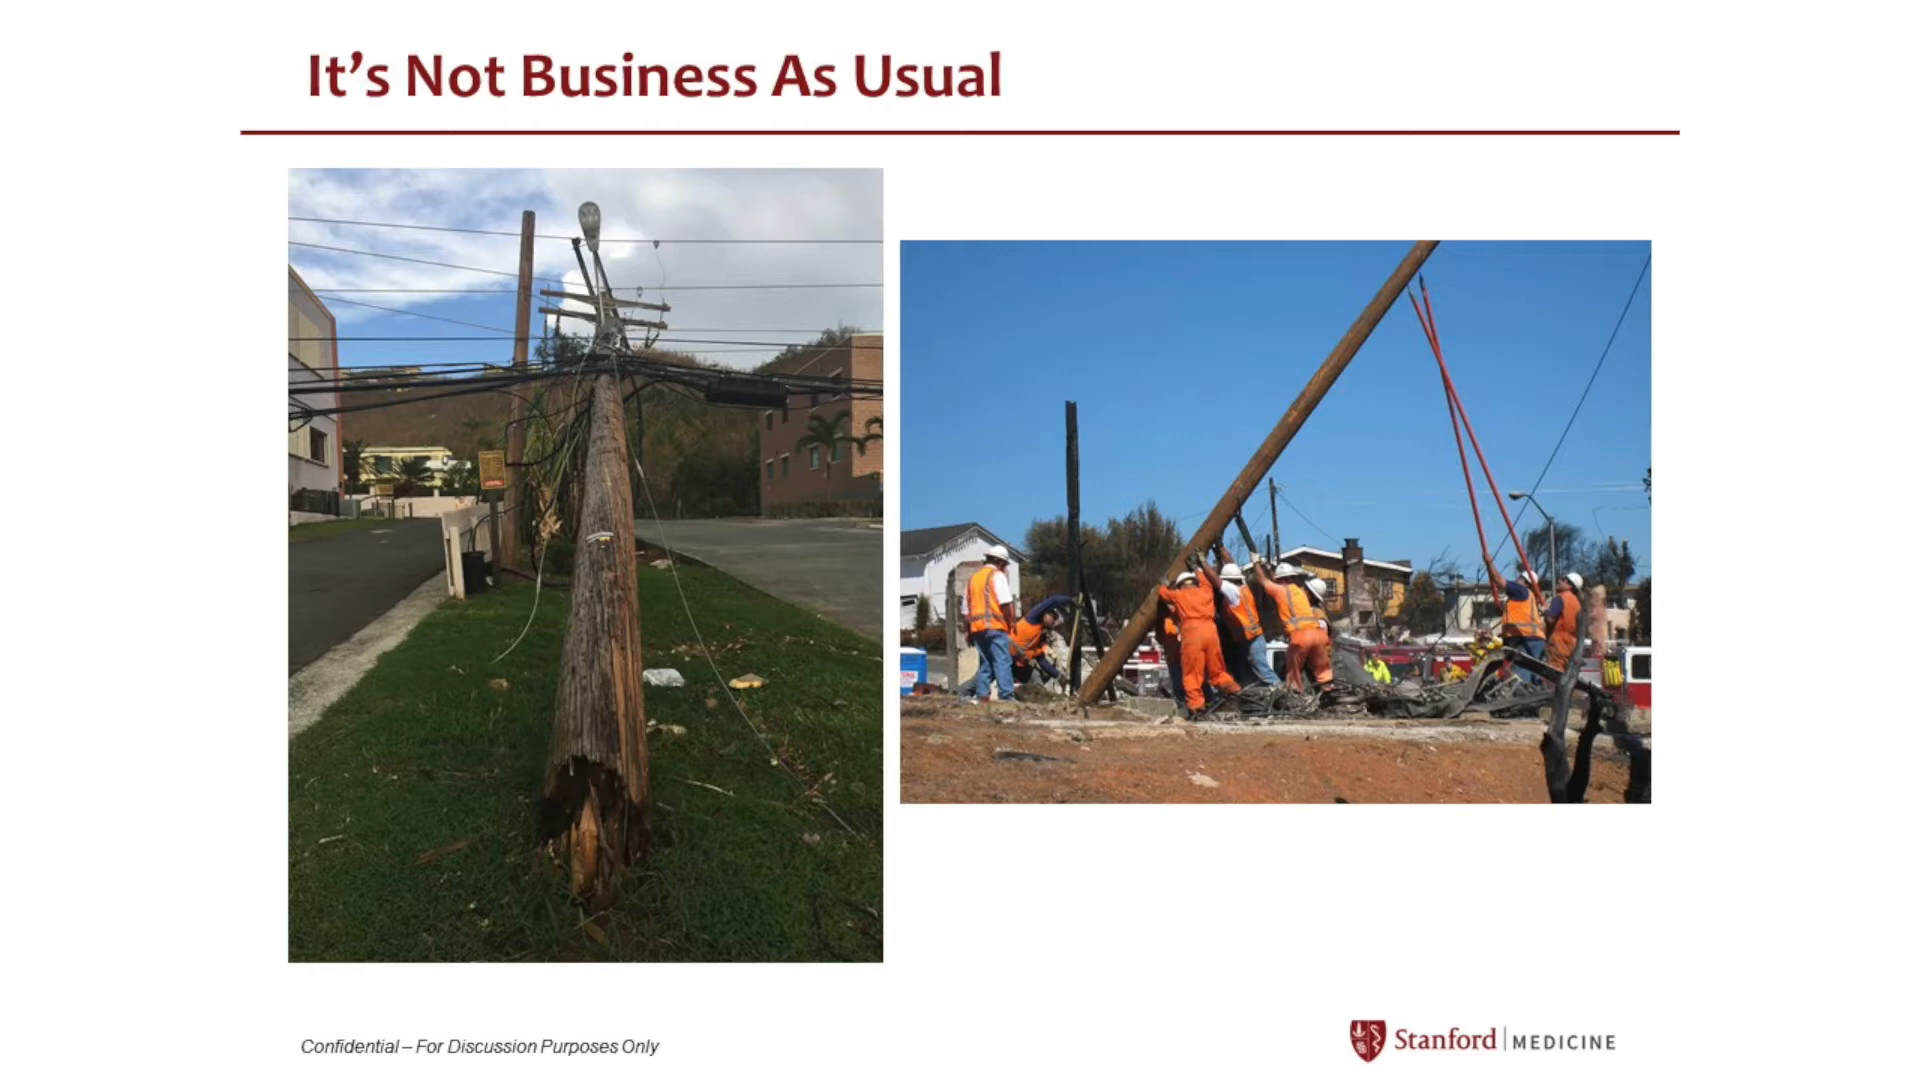 It's Not Business As Usual
Confidential – For Discussion Purposes Only
Stanford | MEDICINE